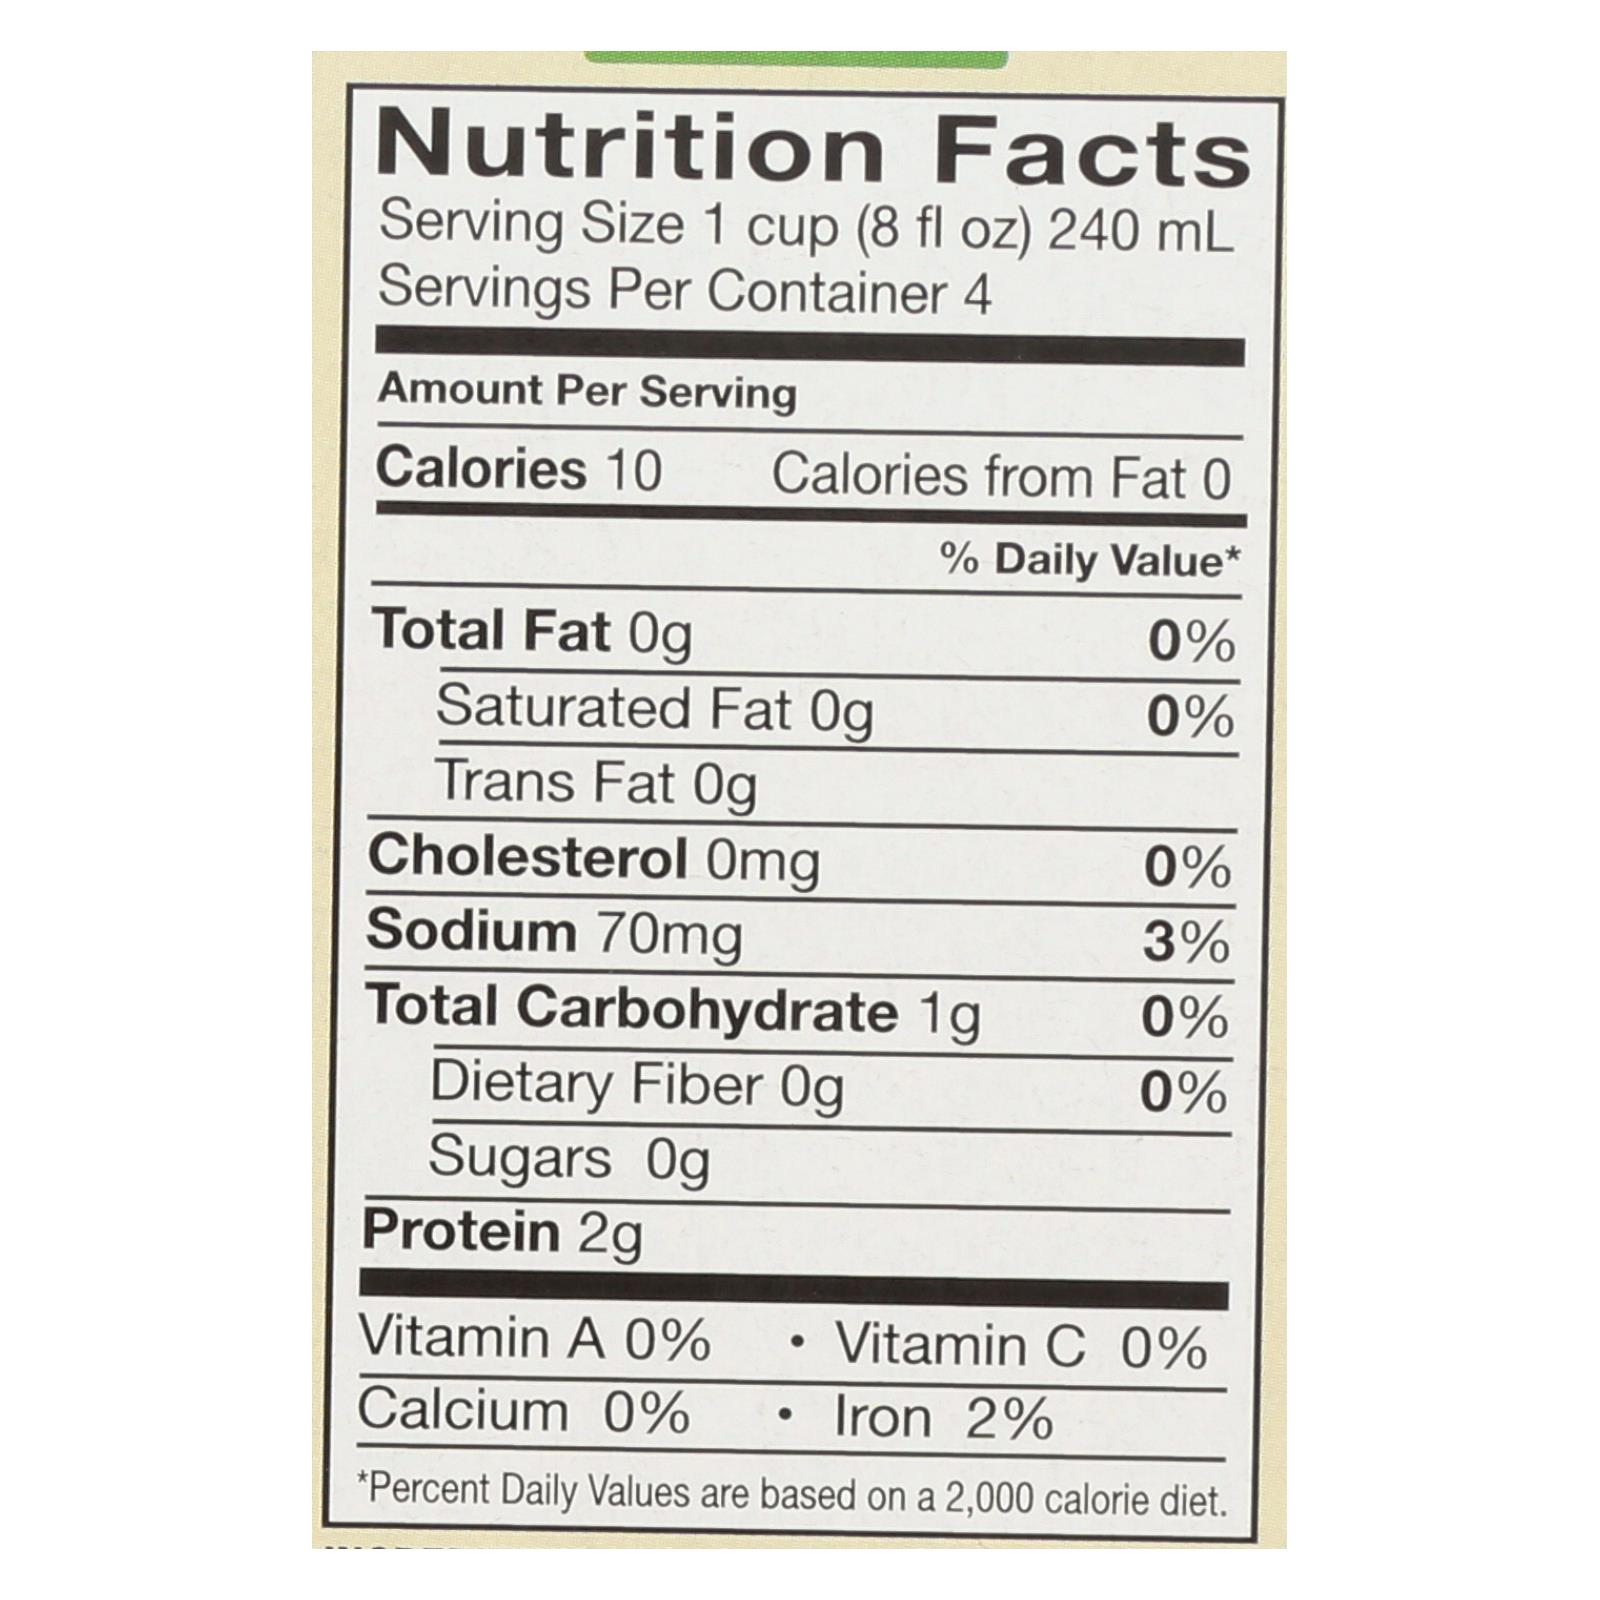 Nutrition Facts
Serving Size 1 cup (8 fl oz) 240 mL
Servings Per Container 4
Amount Per Serving
Calories 10 Calories from Fat 0
% Daily Value*
Total Fat 0g 0%
Saturated Fat 0g 0%
Trans Fat 0g
Cholesterol 0mg 0%
Sodium 70mg 3%
Total Carbohydrate 1g 0%
Dietary Fiber 0g 0%
Sugars 0g
Protein 2g
Vitamin A 0% • Vitamin C 0%
Calcium 0% • Iron 2%
*Percent Daily Values are based on a 2,000 calorie diet.